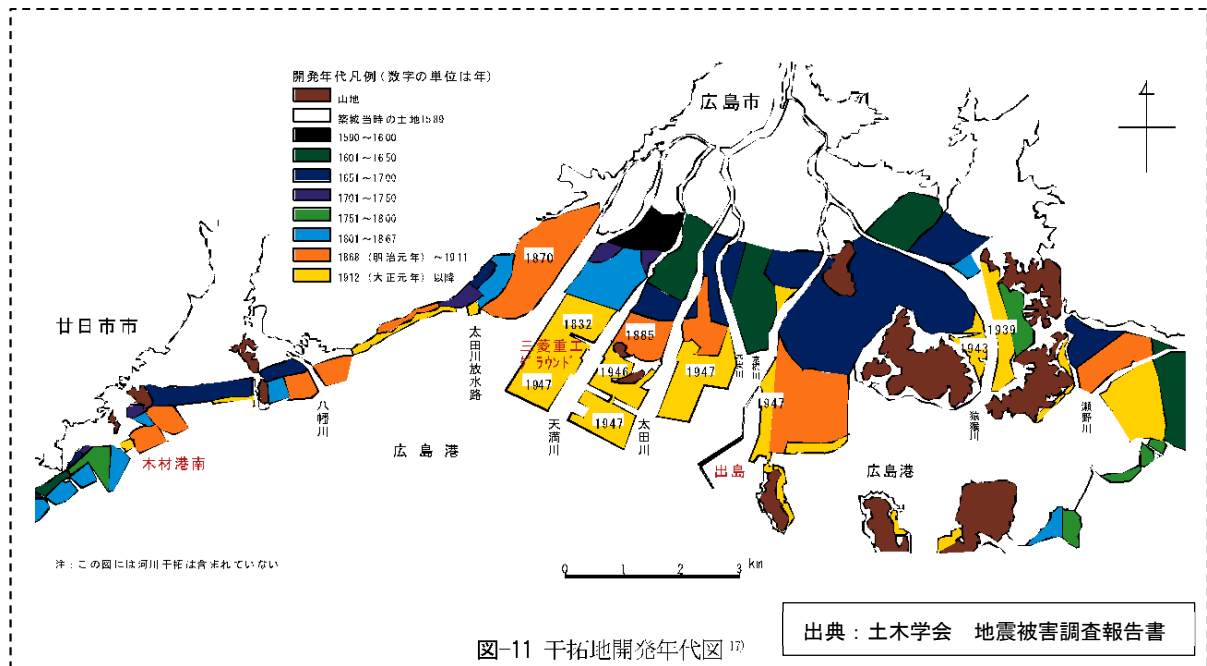 開発年代凡例(数字の単位は年)
山地
築城当時の土地1589
1590～1600
1601～1650
1651～1700
1701～1750
1751～1800
1801～1867
1868(明治元年)～1911
1912(大正元年)以降
広島市
4
1870
廿日市市
太田川放水路
1832
三菱重工
グラウンド
1885
1946
1947
1947
1947
1939
1943
1947
八幡川
天満川
太田川
猿猴川
瀬野川
木材港南
広島港
出島
広島港
注:この図には河川干拓は含まれていない
0 1 2 3 km
出典:土木学会 地震被害調査報告書
図-11 干拓地開発年代図 17)